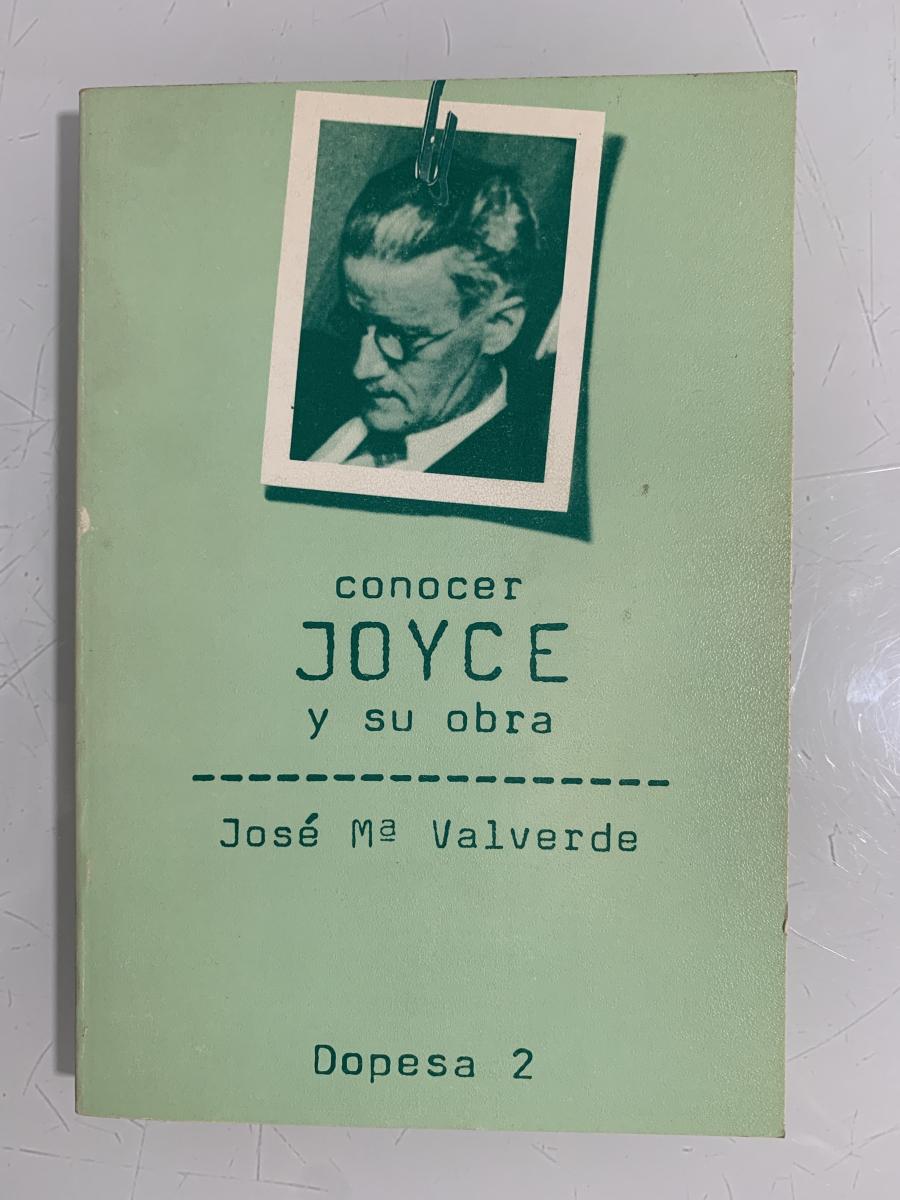 conocer
JOYCE
y su obra
José Mª Valverde
Dopesa 2